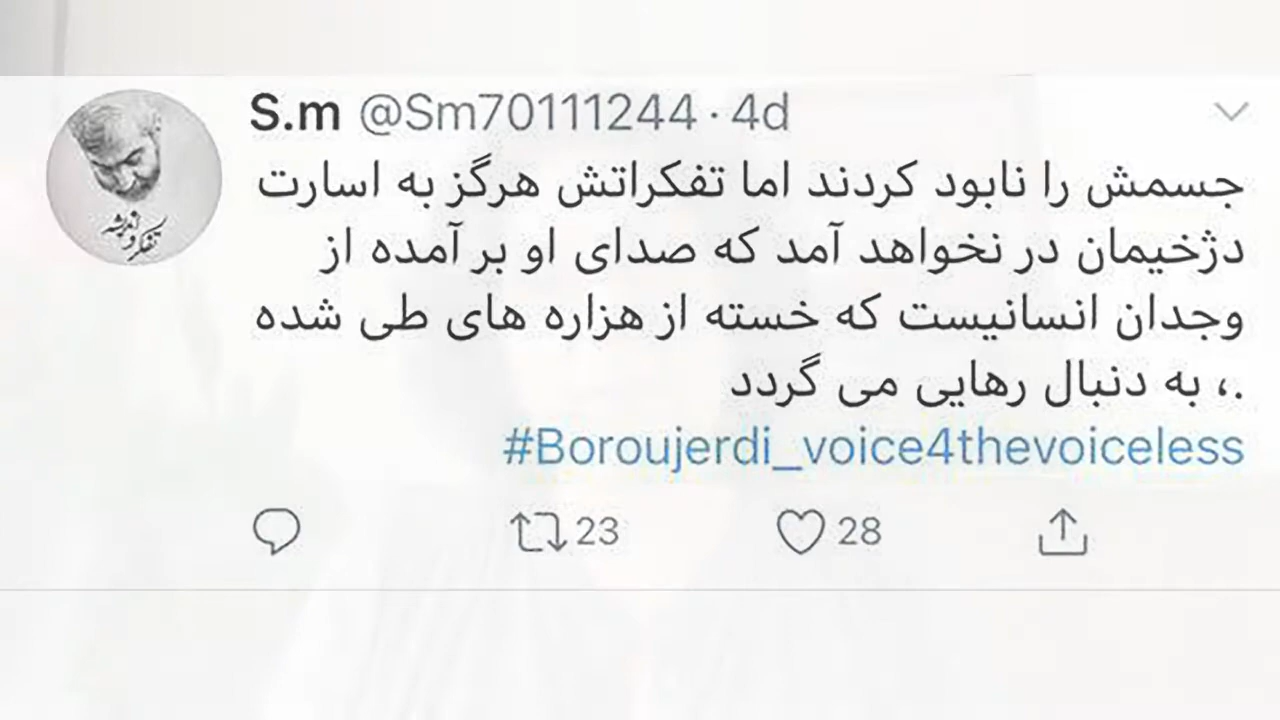 S.m @Sm70111244 · 4d
جسمش را نابود کردند اما تفکراتش هرگز به اسارت
دژخیمان در نخواهد آمد که صدای او بر آمده از
وجدان انسانیست که خسته از هزاره های طی شده
.، به دنبال رهایی می گردد
#Boroujerdi_voice4thevoiceless
23 28
تفکر و اندیشه